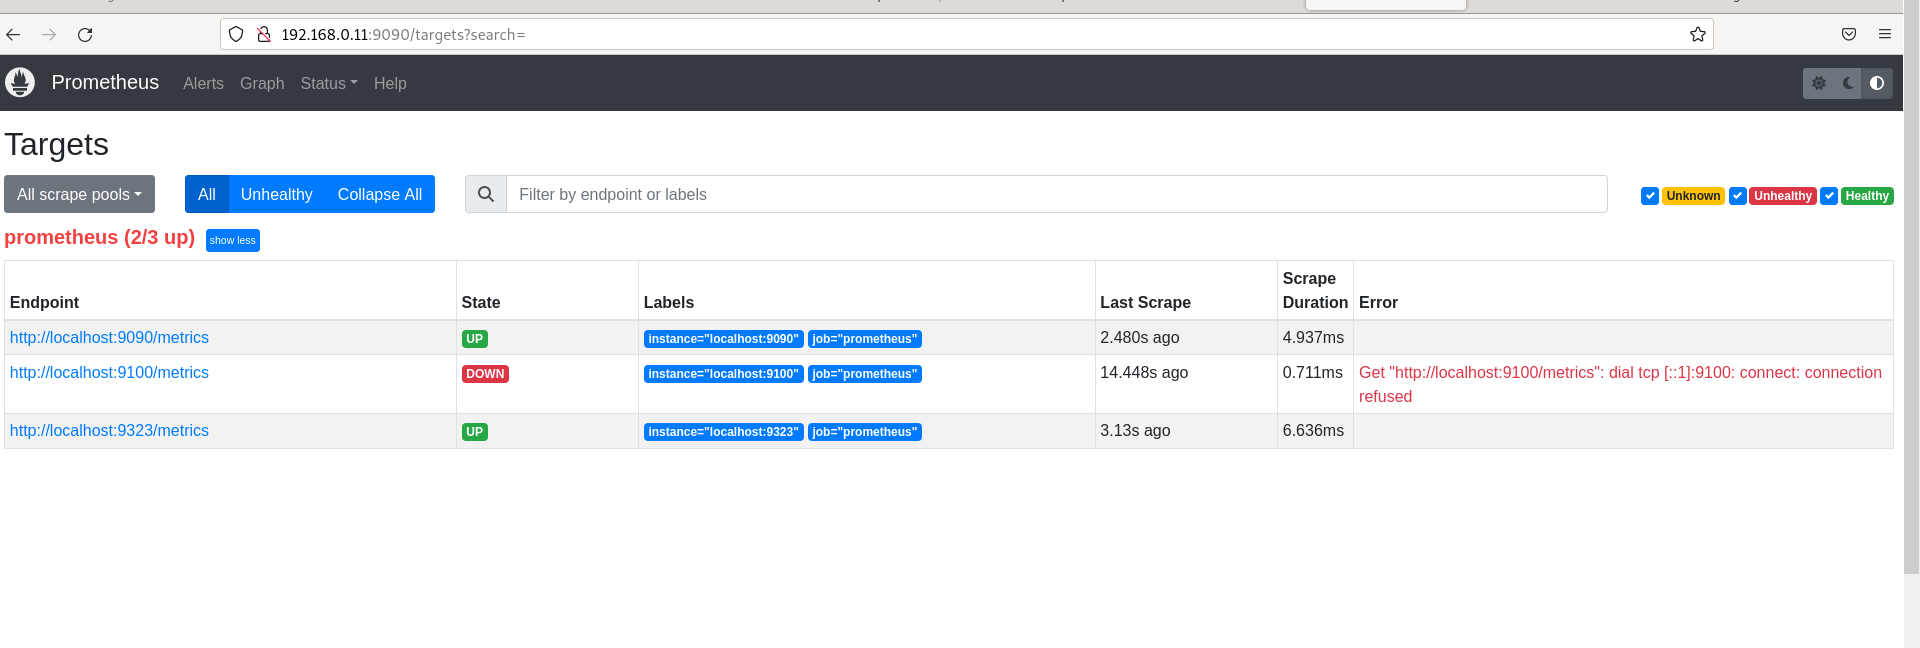 192.168.0.11:9090/targets?search=
Prometheus Alerts Graph Status Help
Targets
All scrape pools All Unhealthy Collapse All Filter by endpoint or labels Unknown Unhealthy Healthy
prometheus (2/3 up) show less
Endpoint State Labels Last Scrape Scrape Duration Error
http://localhost:9090/metrics UP instance="localhost:9090" job="prometheus" 2.480s ago 4.937ms
http://localhost:9100/metrics DOWN instance="localhost:9100" job="prometheus" 14.448s ago 0.711ms Get "http://localhost:9100/metrics": dial tcp [::1]:9100: connect: connection
refused
http://localhost:9323/metrics UP instance="localhost:9323" job="prometheus" 3.13s ago 6.636ms